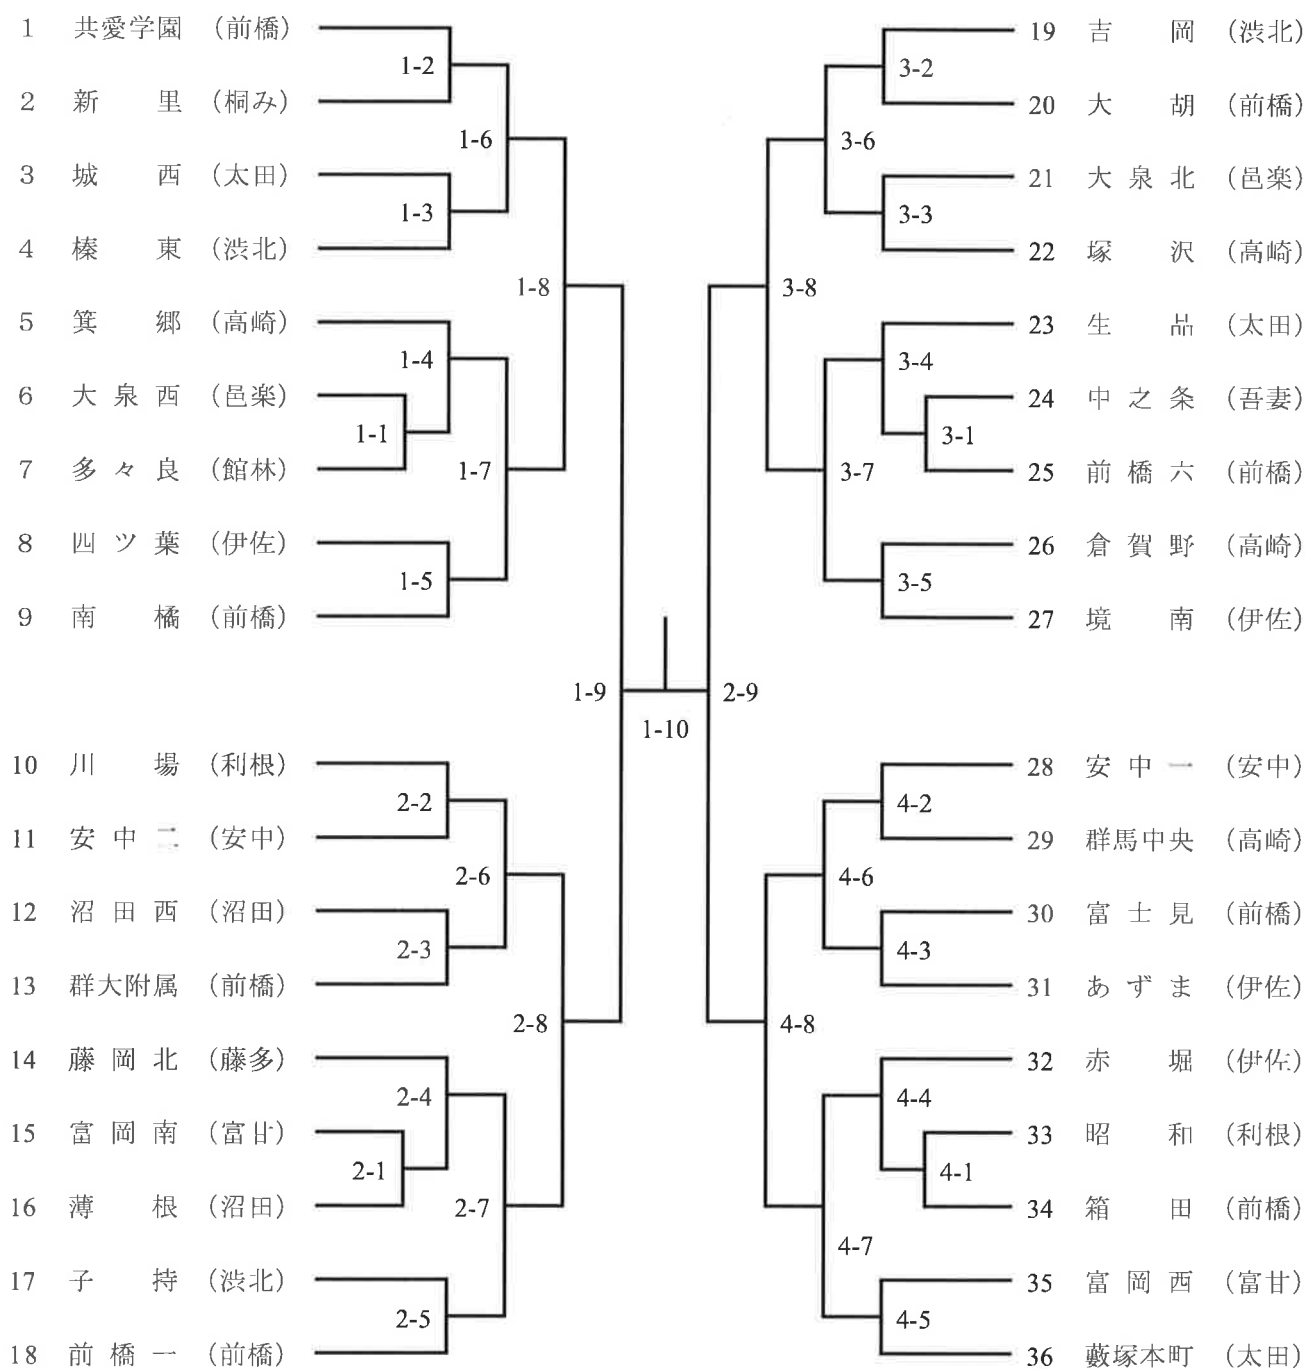 1 共愛学園 (前橋)
2 新里 (桐み)
3 城西 (太田)
4 榛東 (渋北)
5 箕郷 (高崎)
6 大泉西 (邑楽)
7 多々良 (館林)
8 四ツ葉 (伊佐)
9 南橘 (前橋)
10 川場 (利根)
11 安中二 (安中)
12 沼田西 (沼田)
13 群大附属 (前橋)
14 藤岡北 (藤多)
15 富岡南 (富甘)
16 薄根 (沼田)
17 子持 (渋北)
18 前橋一 (前橋)
1-2
1-6
1-3
1-8
1-4
1-1
1-7
1-5
1-9
1-10
2-2
2-6
2-3
2-8
2-4
2-1
2-7
2-5
3-2
3-6
3-3
3-8
3-4
3-1
3-7
3-5
2-9
4-2
4-6
4-3
4-8
4-4
4-1
4-7
4-5
19 吉岡 (渋北)
20 大胡 (前橋)
21 大泉北 (邑楽)
22 塚沢 (高崎)
23 生品 (太田)
24 中之条 (吾妻)
25 前橋六 (前橋)
26 倉賀野 (高崎)
27 境南 (伊佐)
28 安中一 (安中)
29 群馬中央 (高崎)
30 富士見 (前橋)
31 あずま (伊佐)
32 赤堀 (伊佐)
33 昭和 (利根)
34 箱田 (前橋)
35 富岡西 (富甘)
36 藪塚本町 (太田)